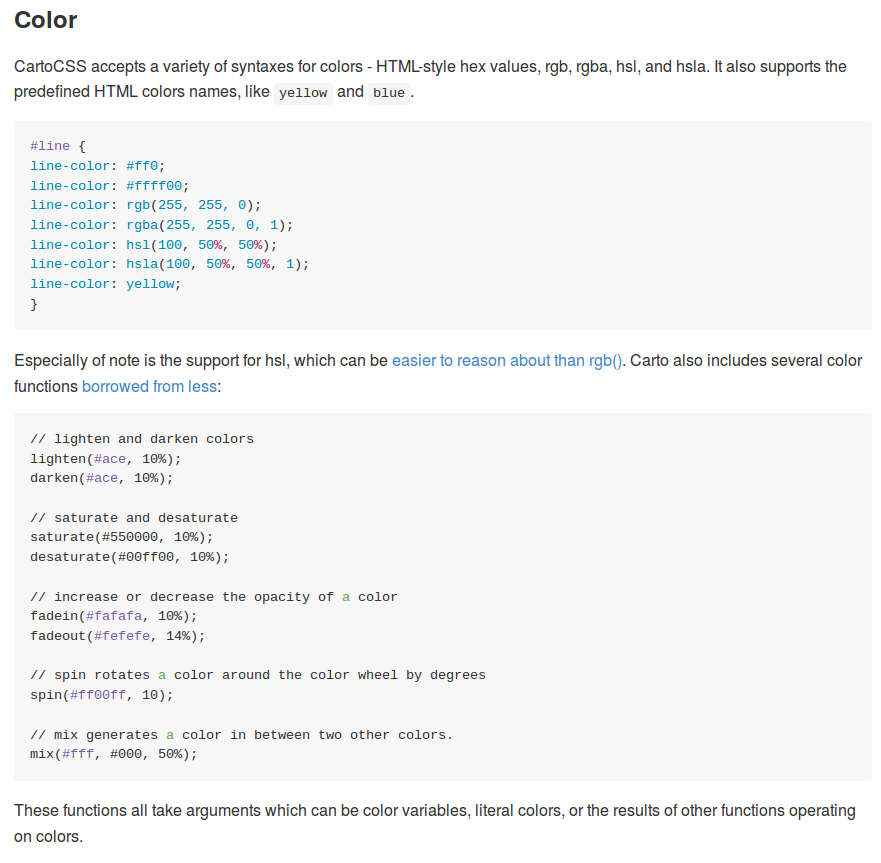 Color
CartoCSS accepts a variety of syntaxes for colors - HTML-style hex values, rgb, rgba, hsl, and hsla. It also supports the
predefined HTML colors names, like yellow and blue.
#line {
line-color: #ff0;
line-color: #ffff00;
line-color: rgb(255, 255, 0);
line-color: rgba(255, 255, 0, 1);
line-color: hsl(100, 50%, 50%);
line-color: hsla(100, 50%, 50%, 1);
line-color: yellow;
}
Especially of note is the support for hsl, which can be easier to reason about than rgb(). Carto also includes several color
functions borrowed from less:
// lighten and darken colors
lighten(#ace, 10%);
darken(#ace, 10%);
// saturate and desaturate
saturate(#550000, 10%);
desaturate(#00ff00, 10%);
// increase or decrease the opacity of a color
fadein(#fafafa, 10%);
fadeout(#fefefe, 14%);
// spin rotates a color around the color wheel by degrees
spin(#ff00ff, 10);
// mix generates a color in between two other colors.
mix(#fff, #000, 50%);
These functions all take arguments which can be color variables, literal colors, or the results of other functions operating
on colors.